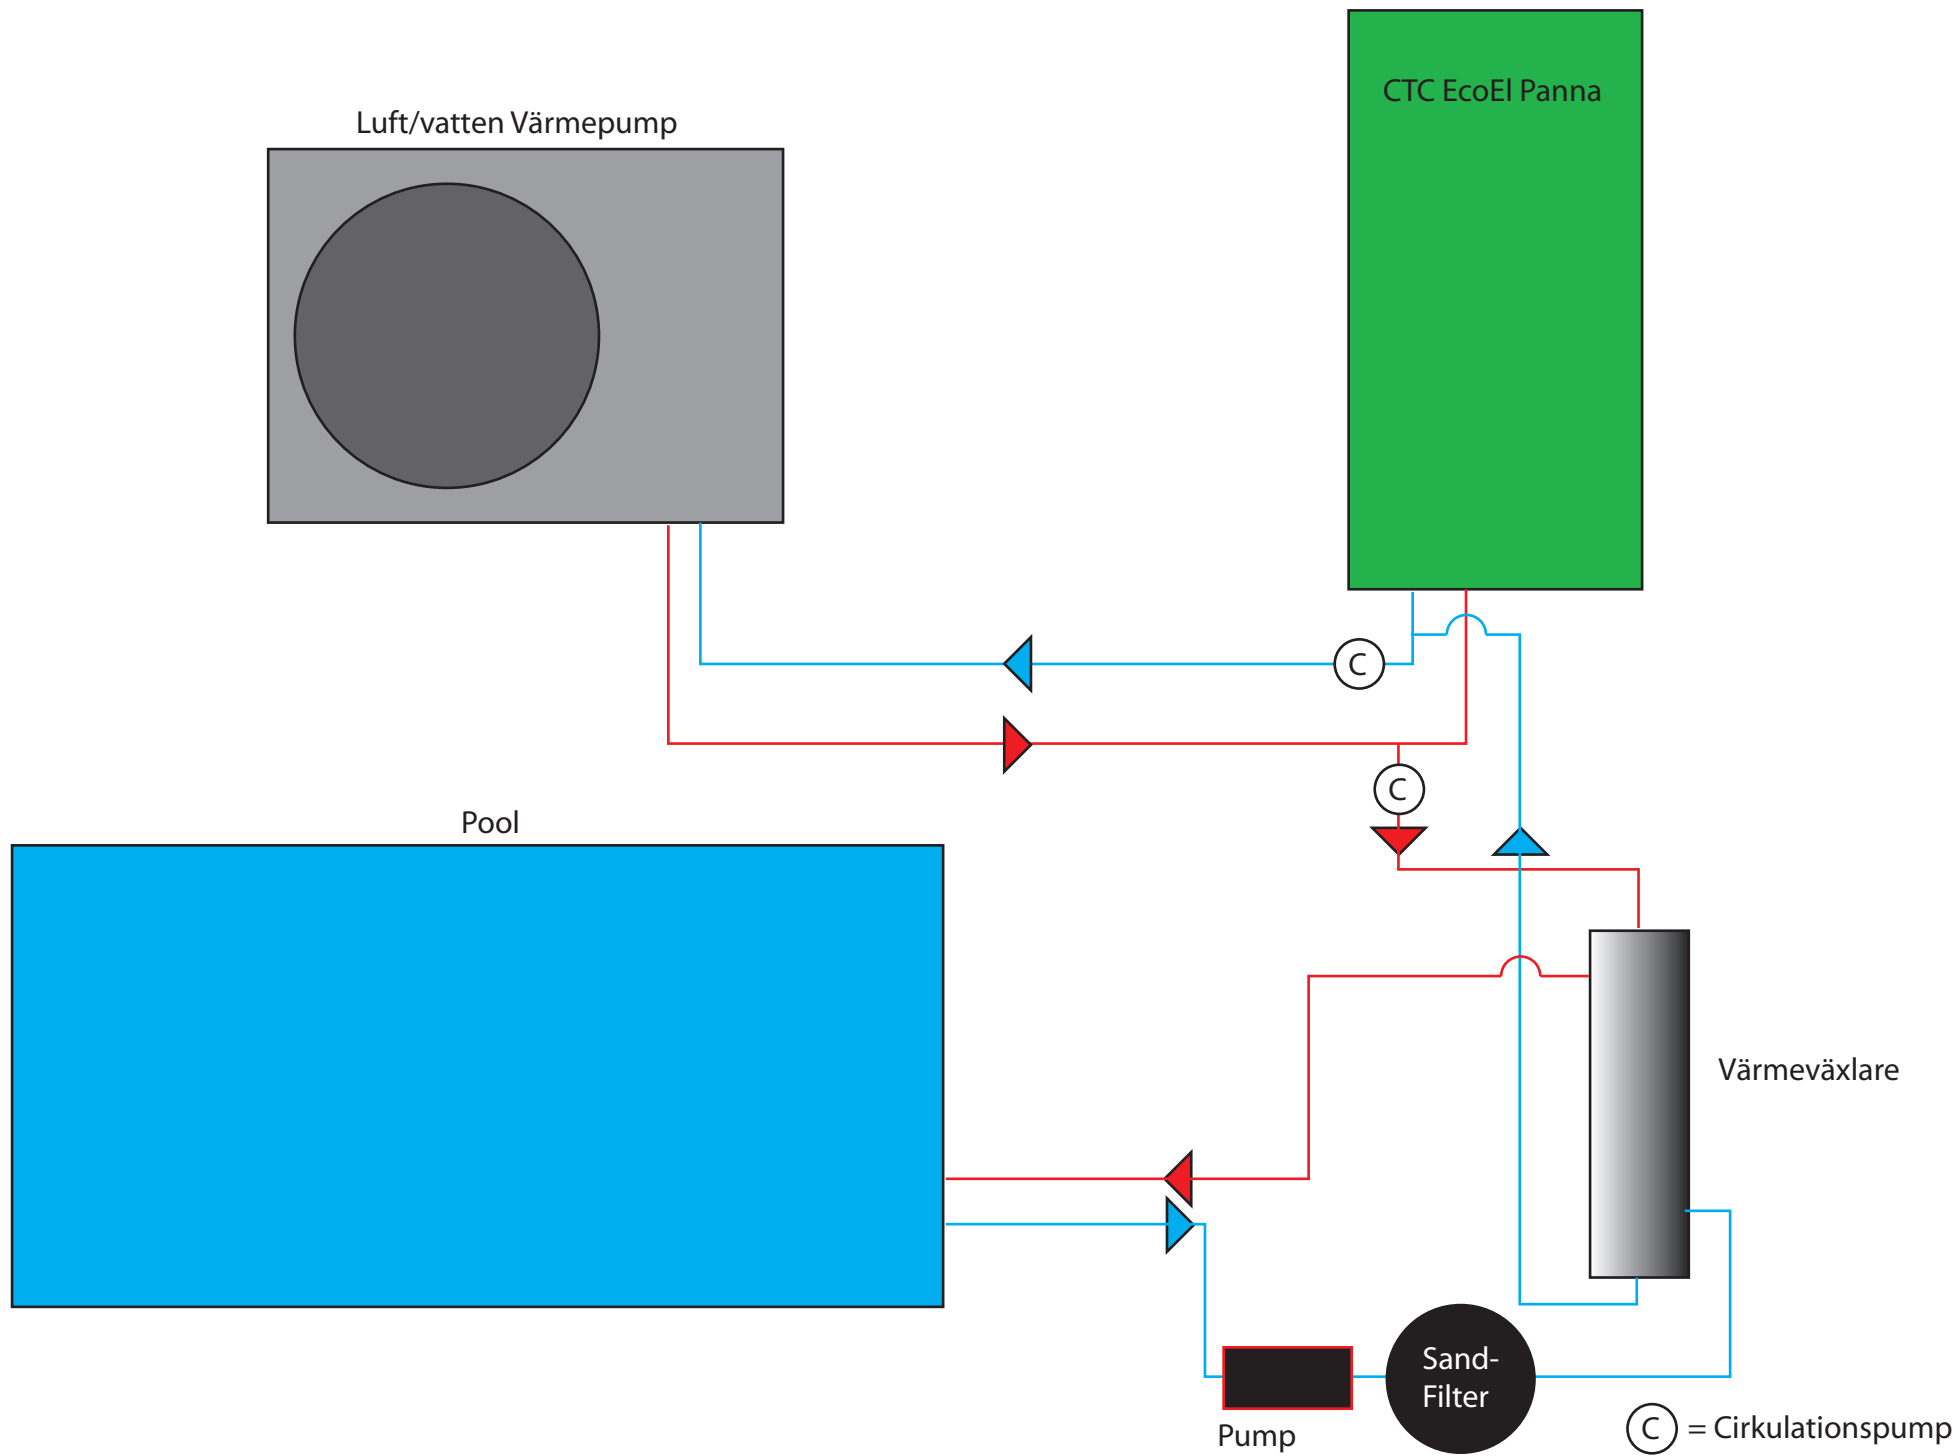 CTC EcoEl Panna
Luft/vatten Värmepump
C
C
Pool
Värmeväxlare
Sand-
Filter
Pump
C = Cirkulationspump